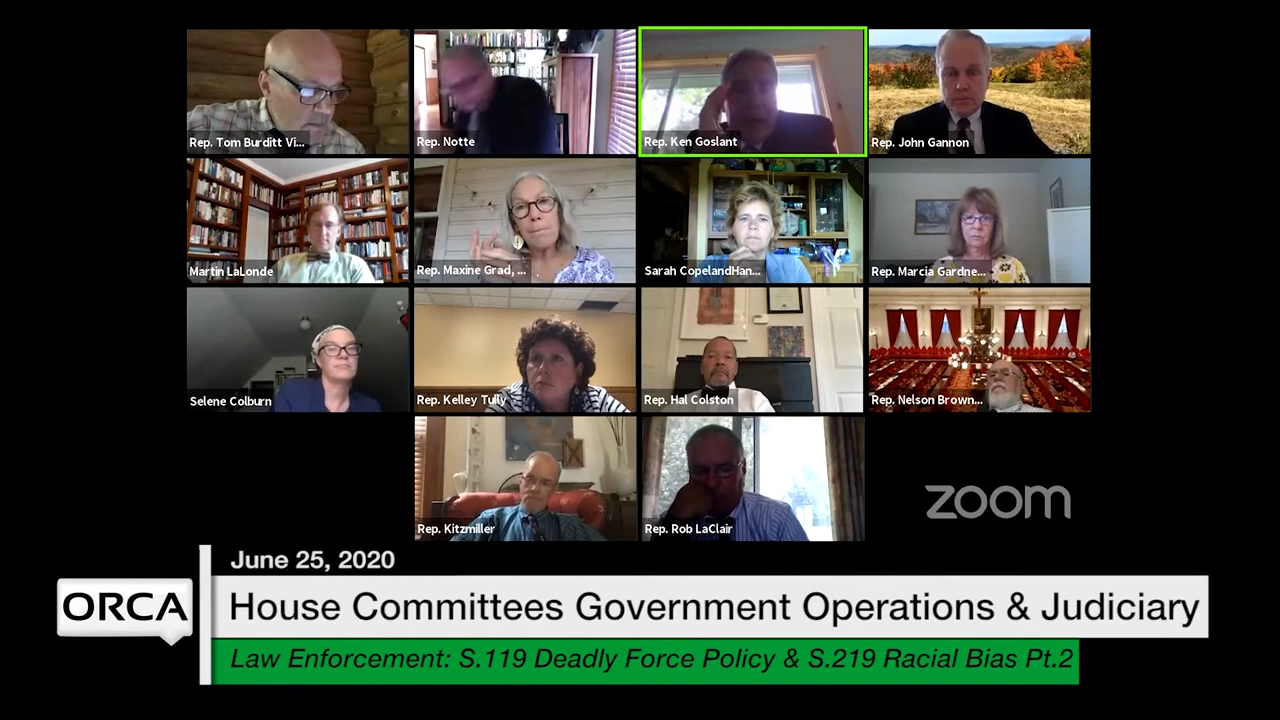 Rep. Tom Burditt Vi...
Rep. Notte
Rep. Ken Goslant
Rep. John Gannon
Martin LaLonde
Rep. Maxine Grad, ...
Sarah CopelandHan...
Rep. Marcia Gardne...
Selene Colburn
Rep. Kelley Tully
Rep. Hal Colston
Rep. Nelson Brown...
Rep. Kitzmiller
Rep. Rob LaClair
zoom
June 25, 2020
ORCA
House Committees Government Operations & Judiciary
Law Enforcement: S.119 Deadly Force Policy & S.219 Racial Bias Pt.2